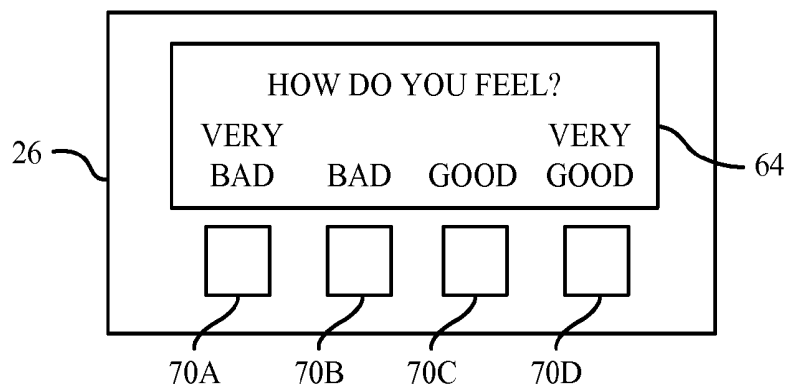 HOW DO YOU FEEL?
VERY VERY
BAD BAD GOOD GOOD
26
64
70A 70B 70C 70D